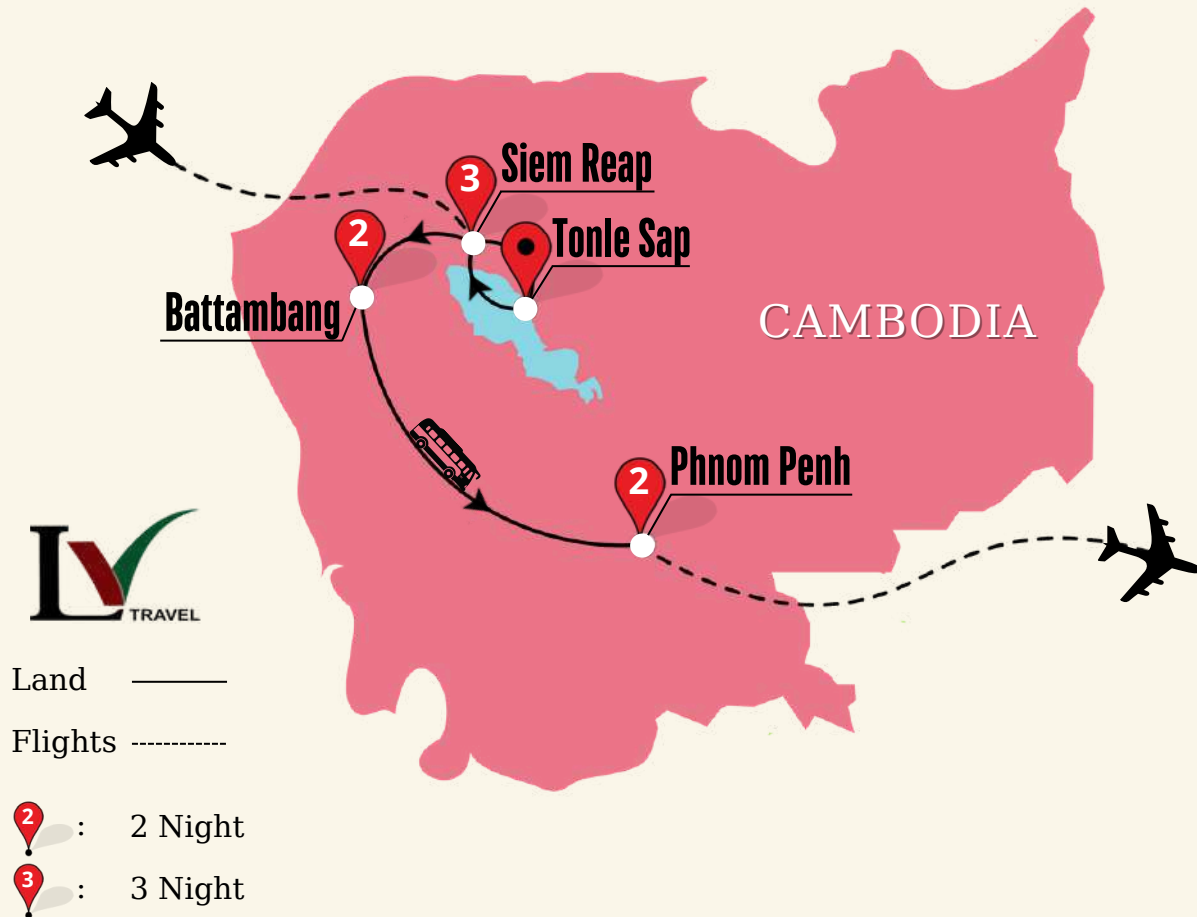 3
Siem Reap
2
Tonle Sap
Battambang
CAMBODIA
2
Phnom Penh
LV
TRAVEL
Land
Flights
2 : 2 Night
3 : 3 Night